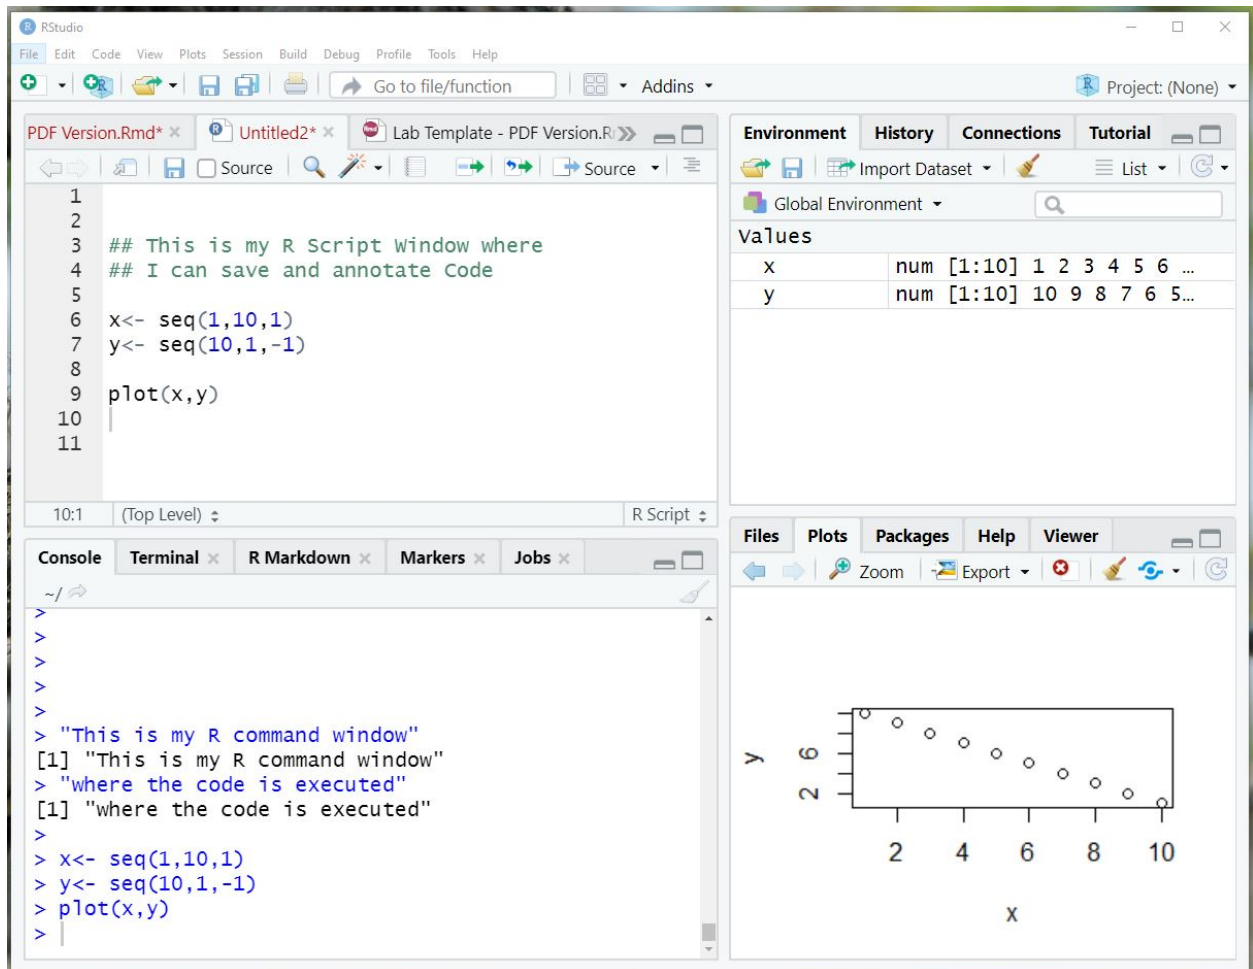 RStudio
File Edit Code View Plots Session Build Debug Profile Tools Help
Go to file/function Addins Project: (None)
PDF Version.Rmd* Untitled2* Lab Template - PDF Version.R
Source Source
1
2
3 ## This is my R Script Window where
4 ## I can save and annotate Code
5
6 x<- seq(1,10,1)
7 y<- seq(10,1,-1)
8
9 plot(x,y)
10
11
10:1 (Top Level) R Script
Console Terminal R Markdown Markers Jobs
~/
>
>
>
>
>
> "This is my R command window"
[1] "This is my R command window"
> "where the code is executed"
[1] "where the code is executed"
>
> x<- seq(1,10,1)
> y<- seq(10,1,-1)
> plot(x,y)
>
Environment History Connections Tutorial
Import Dataset List
Global Environment
Values
x num [1:10] 1 2 3 4 5 6 ...
y num [1:10] 10 9 8 7 6 5...
Files Plots Packages Help Viewer
Zoom Export
y
6
2
2 4 6 8 10
x